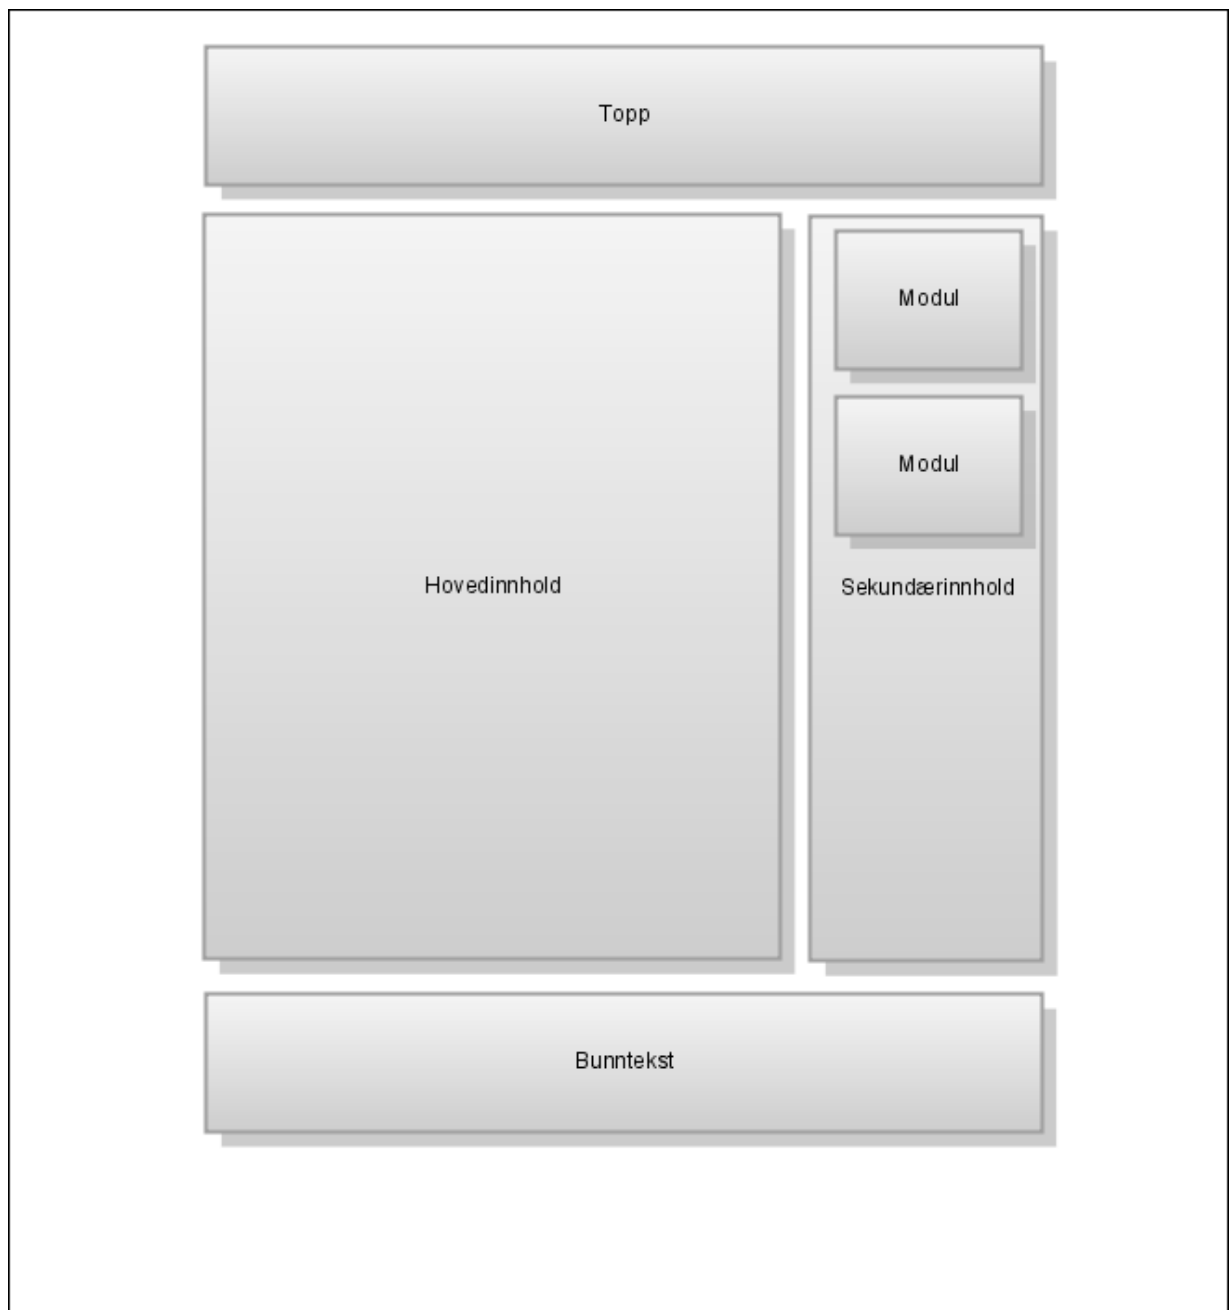 Topp
Modul
Modul
Hovedinnhold
Sekundærinnhold
Bunntekst